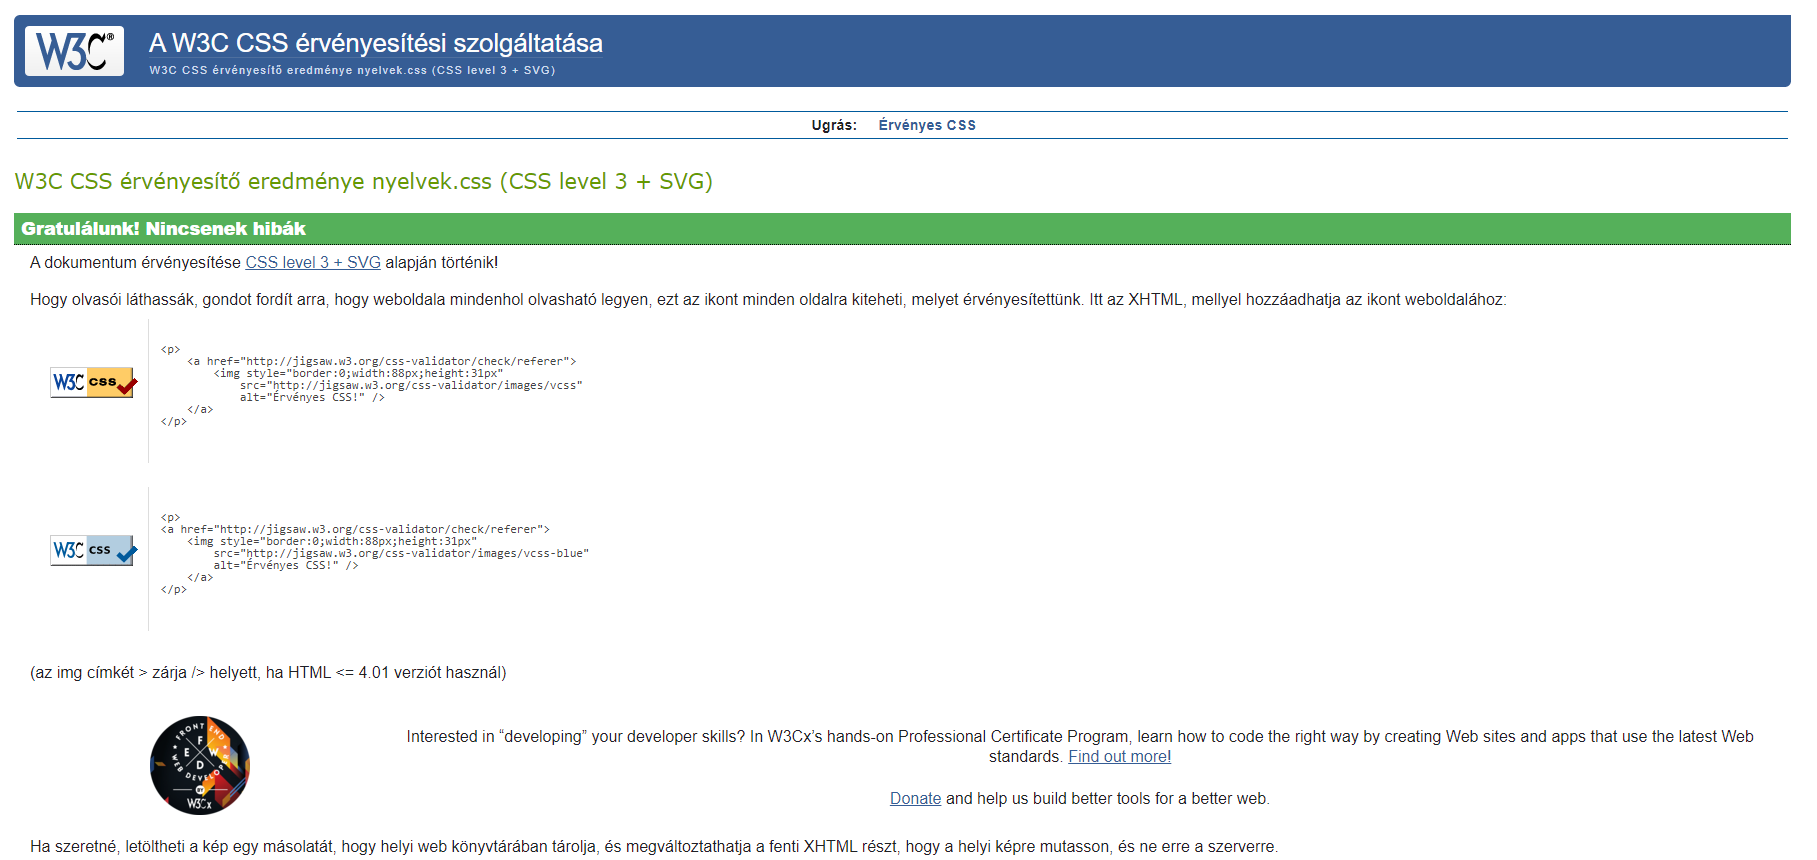 W3C®
A W3C CSS érvényesítési szolgáltatása
W3C CSS érvényesítő eredménye nyelvek.css (CSS level 3 + SVG)
Ugrás: Érvényes CSS
W3C CSS érvényesítő eredménye nyelvek.css (CSS level 3 + SVG)
Gratulálunk! Nincsenek hibák
A dokumentum érvényesítése CSS level 3 + SVG alapján történik!
Hogy olvasói láthassák, gondot fordít arra, hogy weboldala mindenhol olvasható legyen, ezt az ikont minden oldalra kiteheti, melyet érvényesítettünk. Itt az XHTML, mellyel hozzáadhatja az ikont weboldalához:
W3C css
<p>
<a href="http://jigsaw.w3.org/css-validator/check/referer">
<img style="border:0;width:88px;height:31px"
src="http://jigsaw.w3.org/css-validator/images/vcss"
alt="Érvényes CSS!" />
</a>
</p>
W3C css
<p>
<a href="http://jigsaw.w3.org/css-validator/check/referer">
<img style="border:0;width:88px;height:31px"
src="http://jigsaw.w3.org/css-validator/images/vcss-blue"
alt="Érvényes CSS!" />
</a>
</p>
(az img címkét > zárja /> helyett, ha HTML <= 4.01 verziót használ)
FRONT END
F
E W
D
WEB DEVELOPER
BY
W3Cx
Interested in “developing” your developer skills? In W3Cx’s hands-on Professional Certificate Program, learn how to code the right way by creating Web sites and apps that use the latest Web
standards. Find out more!
Donate and help us build better tools for a better web.
Ha szeretné, letöltheti a kép egy másolatát, hogy helyi web könyvtárában tárolja, és megváltoztathatja a fenti XHTML részt, hogy a helyi képre mutasson, és ne erre a szerverre.